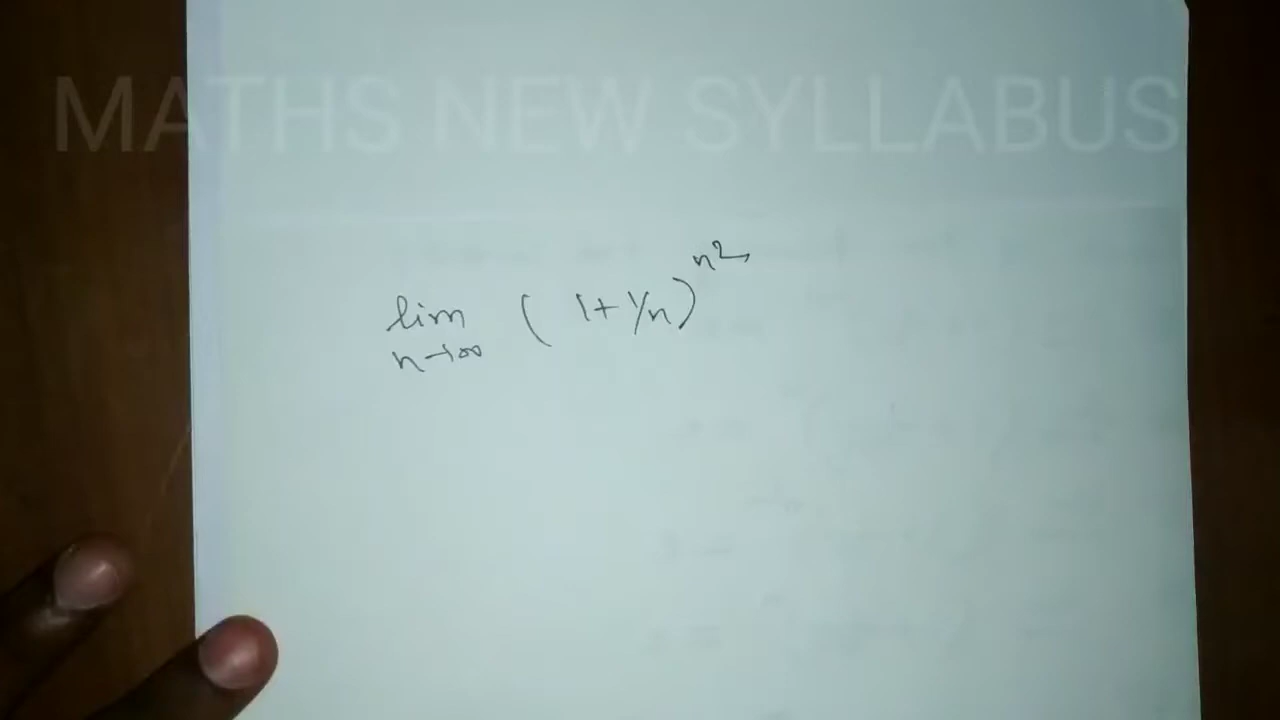 MATHS NEW SYLLABUS
lim (1+1/n)^n²
n→∞